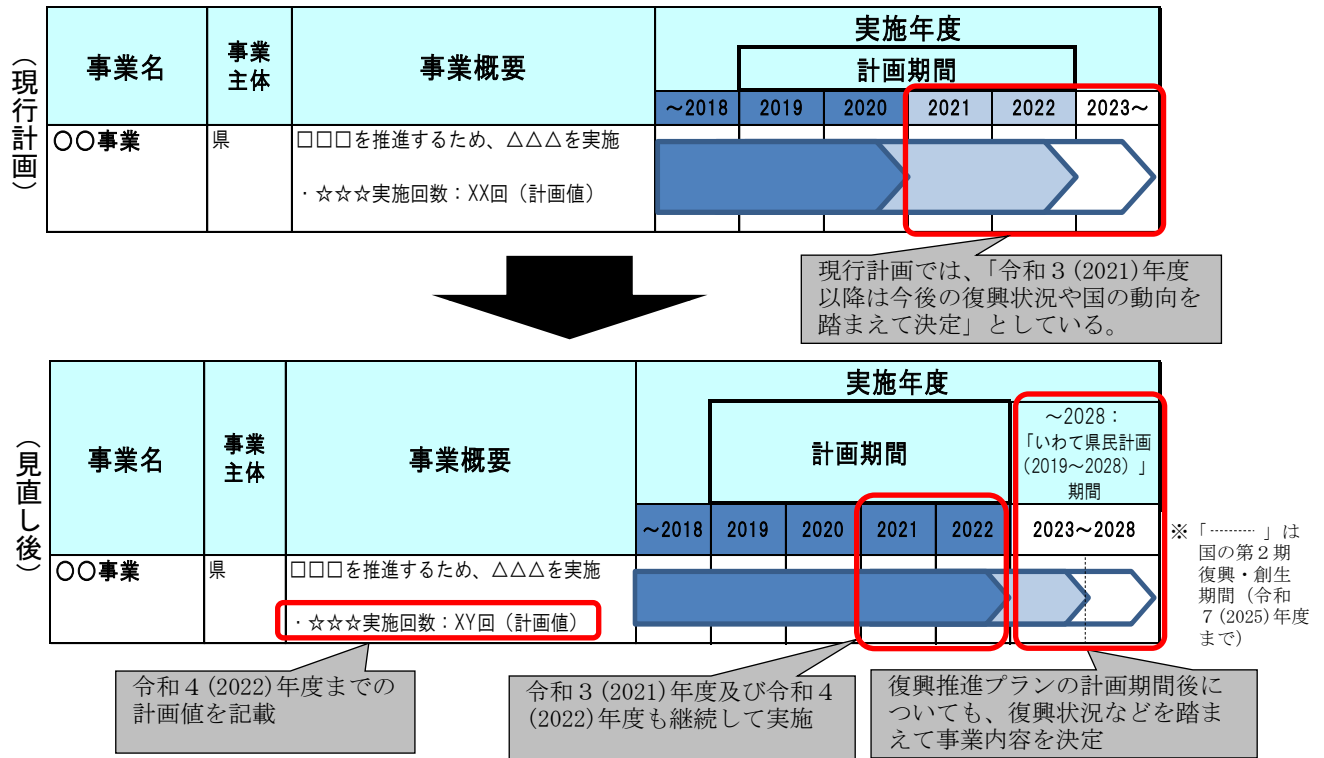 (現行計画)
事業名
事業
主体
事業概要
実施年度
計画期間
~2018 2019 2020 2021 2022 2023~
〇〇事業
県
□□□を推進するため、△△△を実施
・☆☆☆実施回数：XX回（計画値）
現行計画では、「令和３(2021)年度
以降は今後の復興状況や国の動向を
踏まえて決定」としている。
(見直し後)
事業名
事業
主体
事業概要
実施年度
計画期間
～2028：
「いわて県民計画
（2019～2028）」
期間
~2018 2019 2020 2021 2022 2023~2028
〇〇事業
県
□□□を推進するため、△△△を実施
・☆☆☆実施回数：XY回（計画値）
※「┈┈┈」は
国の第２期
復興・創生
期間（令和
７(2025)年度
まで）
令和４(2022)年度までの
計画値を記載
令和３(2021)年度及び令和４
(2022)年度も継続して実施
復興推進プランの計画期間後に
ついても、復興状況などを踏ま
えて事業内容を決定